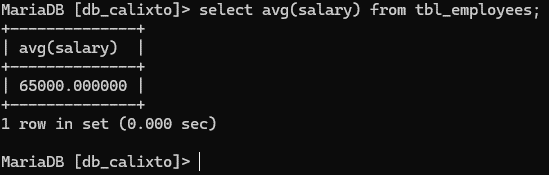 MariaDB [db_calixto]> select avg(salary) from tbl_employees;
+--------------+
| avg(salary)  |
+--------------+
| 65000.000000 |
+--------------+
1 row in set (0.000 sec)
MariaDB [db_calixto]>